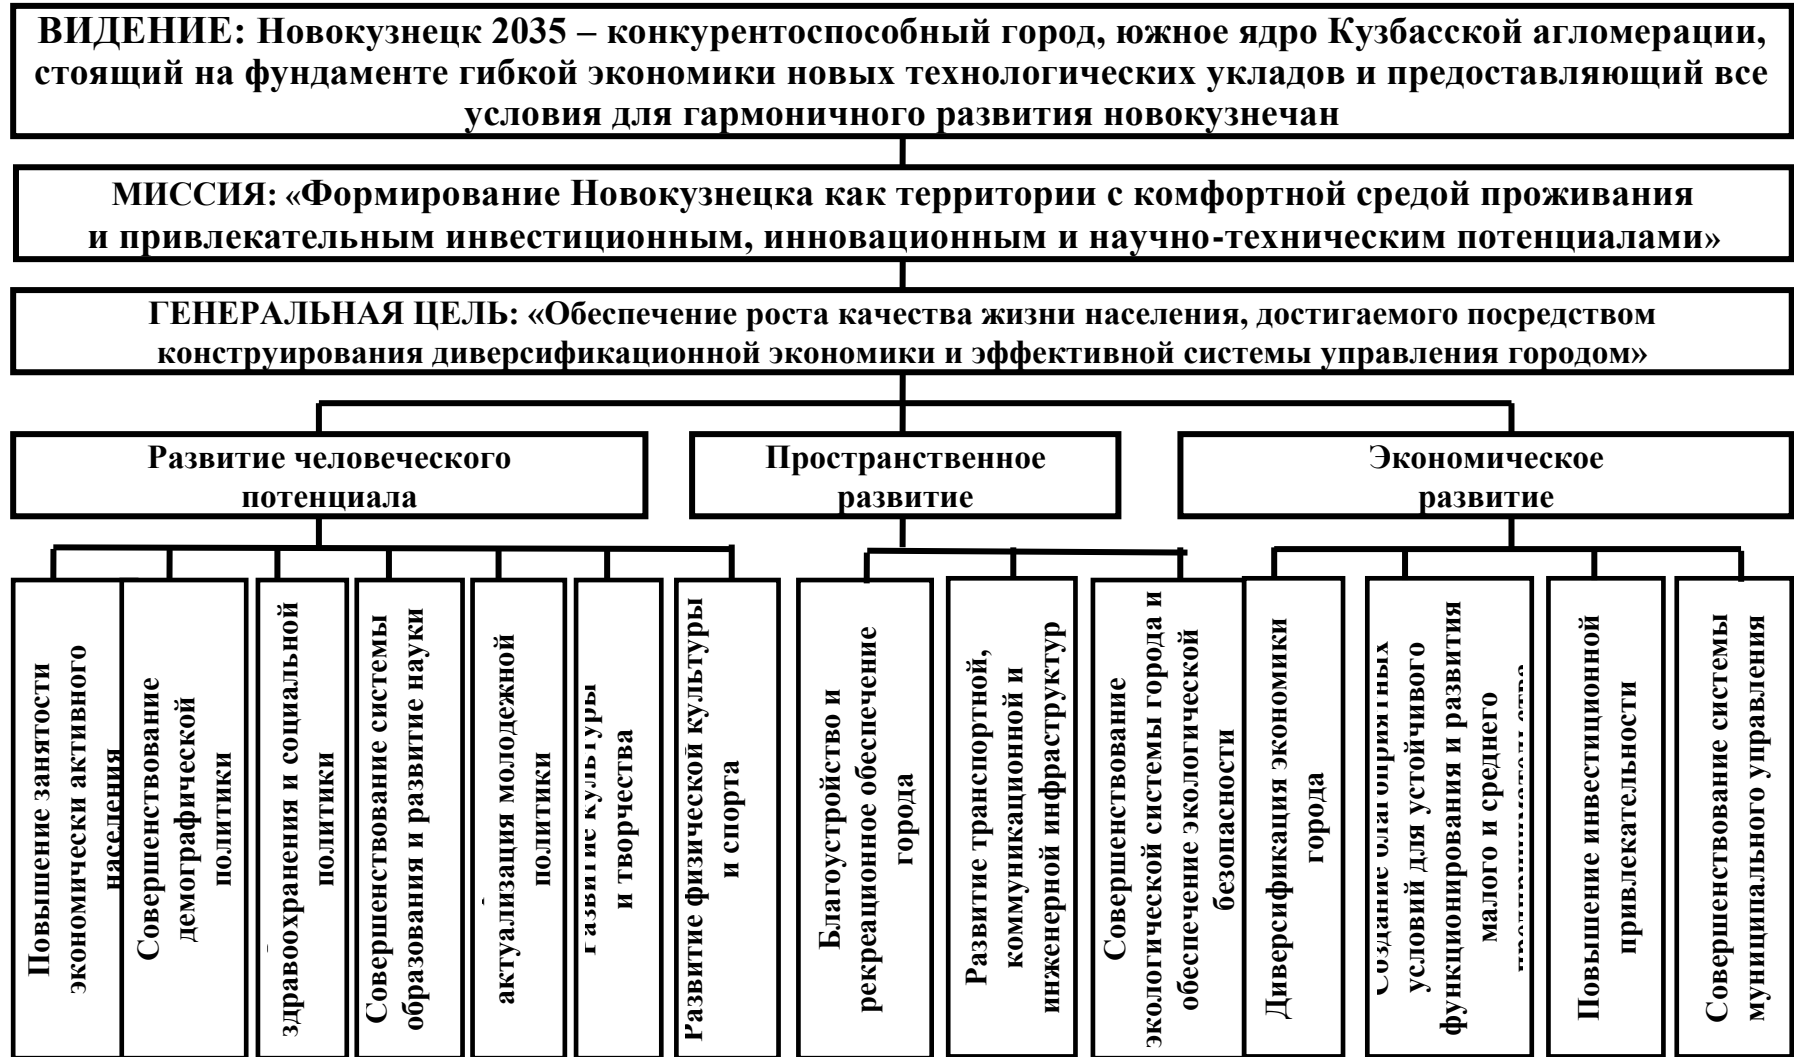 ВИДЕНИЕ: Новокузнецк 2035 – конкурентоспособный город, южное ядро Кузбасской агломерации,
стоящий на фундаменте гибкой экономики новых технологических укладов и предоставляющий все
условия для гармоничного развития новокузнечан
МИССИЯ: «Формирование Новокузнецка как территории с комфортной средой проживания
и привлекательным инвестиционным, инновационным и научно-техническим потенциалами»
ГЕНЕРАЛЬНАЯ ЦЕЛЬ: «Обеспечение роста качества жизни населения, достигаемого посредством
конструирования диверсификационной экономики и эффективной системы управления городом»
Развитие человеческого
потенциала
Пространственное
развитие
Экономическое
развитие
Повышение занятости
экономически активного
населения
Совершенствование
демографической
политики
здравоохранения и социальной
политики
Совершенствование системы
образования и развитие науки
актуализация молодежной
политики
Развитие культуры
и творчества
Развитие физической культуры
и спорта
Благоустройство и
рекреационное обеспечение
города
Развитие транспортной,
коммуникационной и
инженерной инфраструктур
Совершенствование
экологической системы города и
обеспечение экологической
безопасности
Диверсификация экономики
города
Создание благоприятных
условий для устойчивого
функционирования и развития
малого и среднего
Повышение инвестиционной
привлекательности
Совершенствование системы
муниципального управления